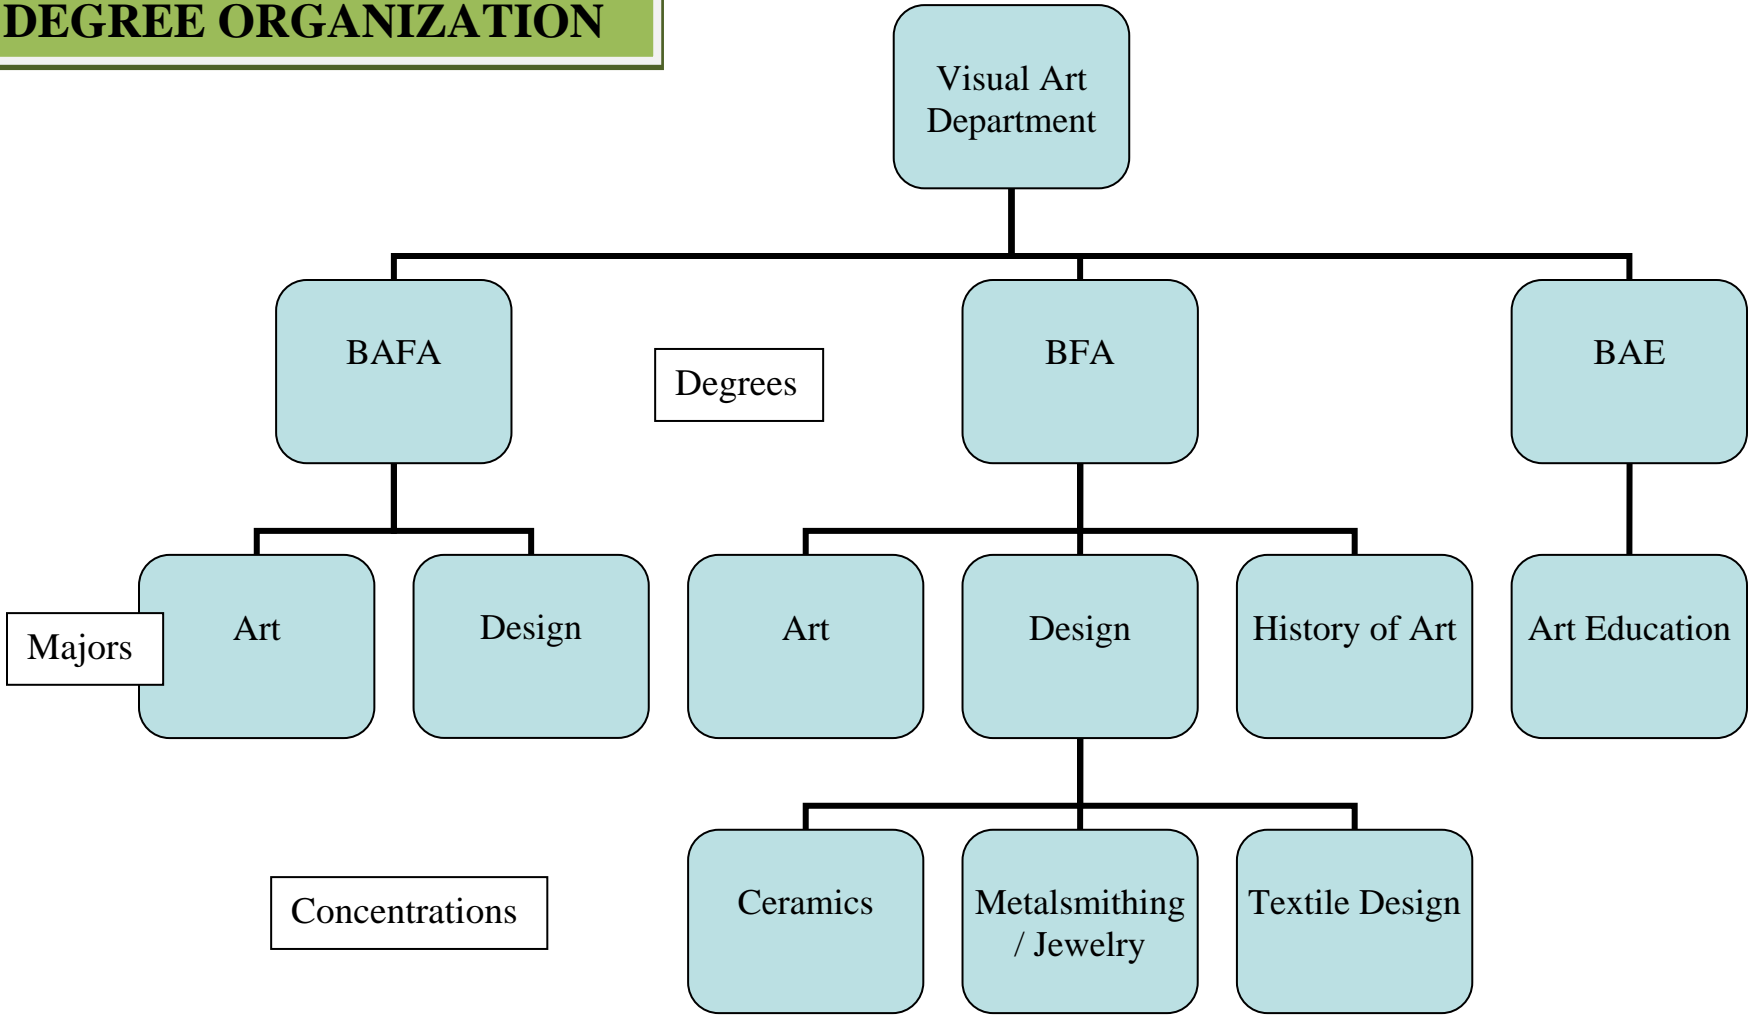 DEGREE ORGANIZATION
Visual Art
Department
BAFA
Degrees
BFA
BAE
Majors
Art
Design
Art
Design
History of Art
Art Education
Concentrations
Ceramics
Metalsmithing
/ Jewelry
Textile Design